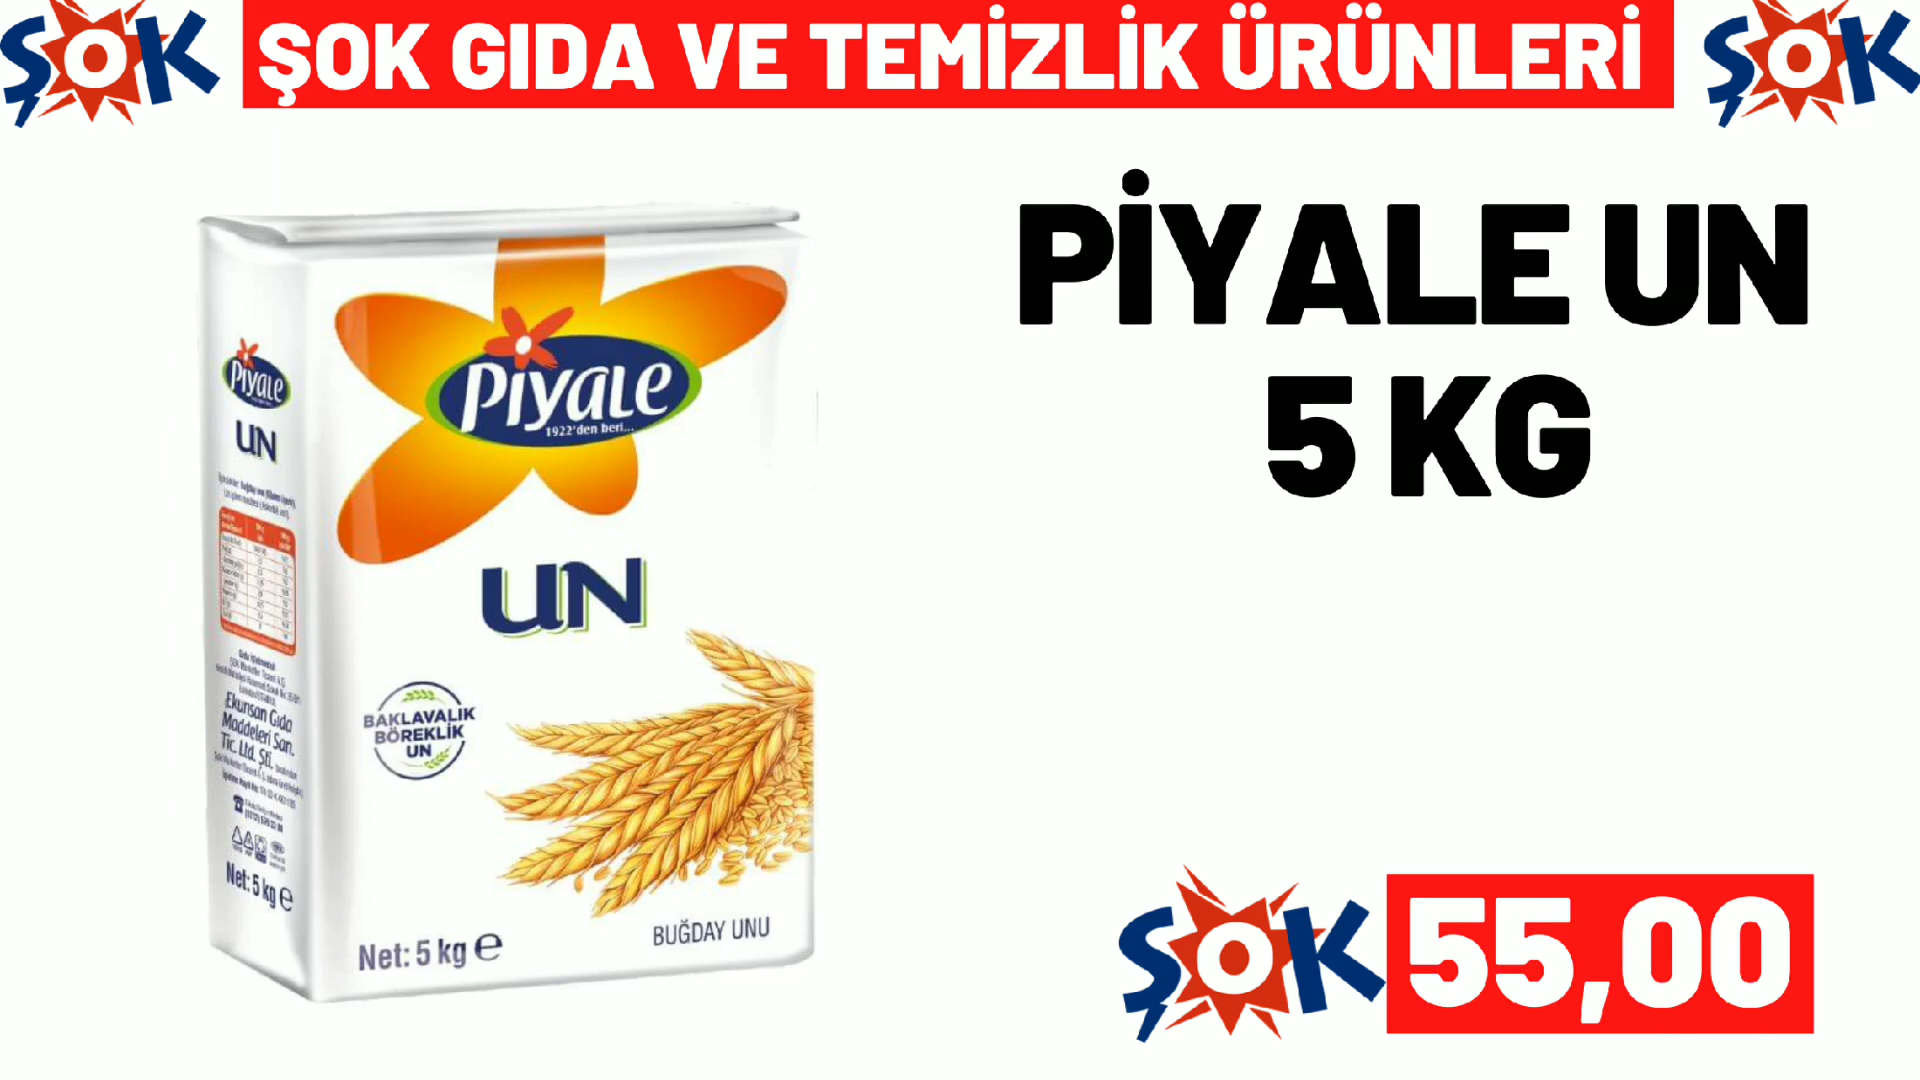 ŞOK ŞOK GIDA VE TEMİZLİK ÜRÜNLERİ ŞOK
PİYALE UN
5 KG
Piyale
1922'den beri...
UN
BAKLAVALIK
BÖREKLİK
UN
Net: 5 kg e
BUĞDAY UNU
Piyale
UN
Ekursan Gıda
Maddeleri San.
Tic. Ltd. Şti.
Net: 5 kg e
ŞOK 55,00